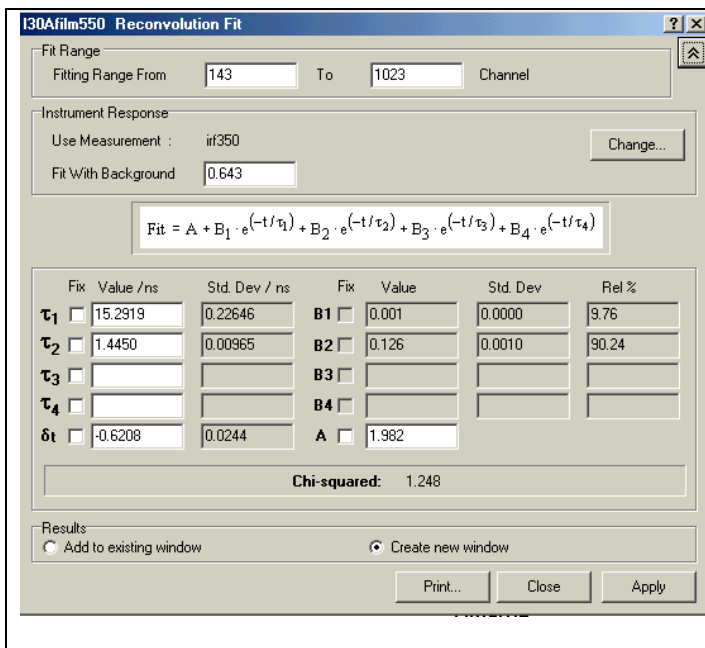 I30Afilm550 Reconvolution Fit
Fit Range
Fitting Range From 143 To 1023 Channel
Instrument Response
Use Measurement : irf350 Change...
Fit With Background 0.643
Fit = A + B₁ · e^(-t/τ₁) + B₂ · e^(-t/τ₂) + B₃ · e^(-t/τ₃) + B₄ · e^(-t/τ₄)
Fix Value /ns Std. Dev / ns Fix Value Std. Dev Rel %
τ₁ 15.2919 0.22646 B1 0.001 0.0000 9.76
τ₂ 1.4450 0.00965 B2 0.126 0.0010 90.24
τ₃ B3
τ₄ B4
δt -0.6208 0.0244 A 1.982
Chi-squared: 1.248
Results
Add to existing window Create new window
Print... Close Apply